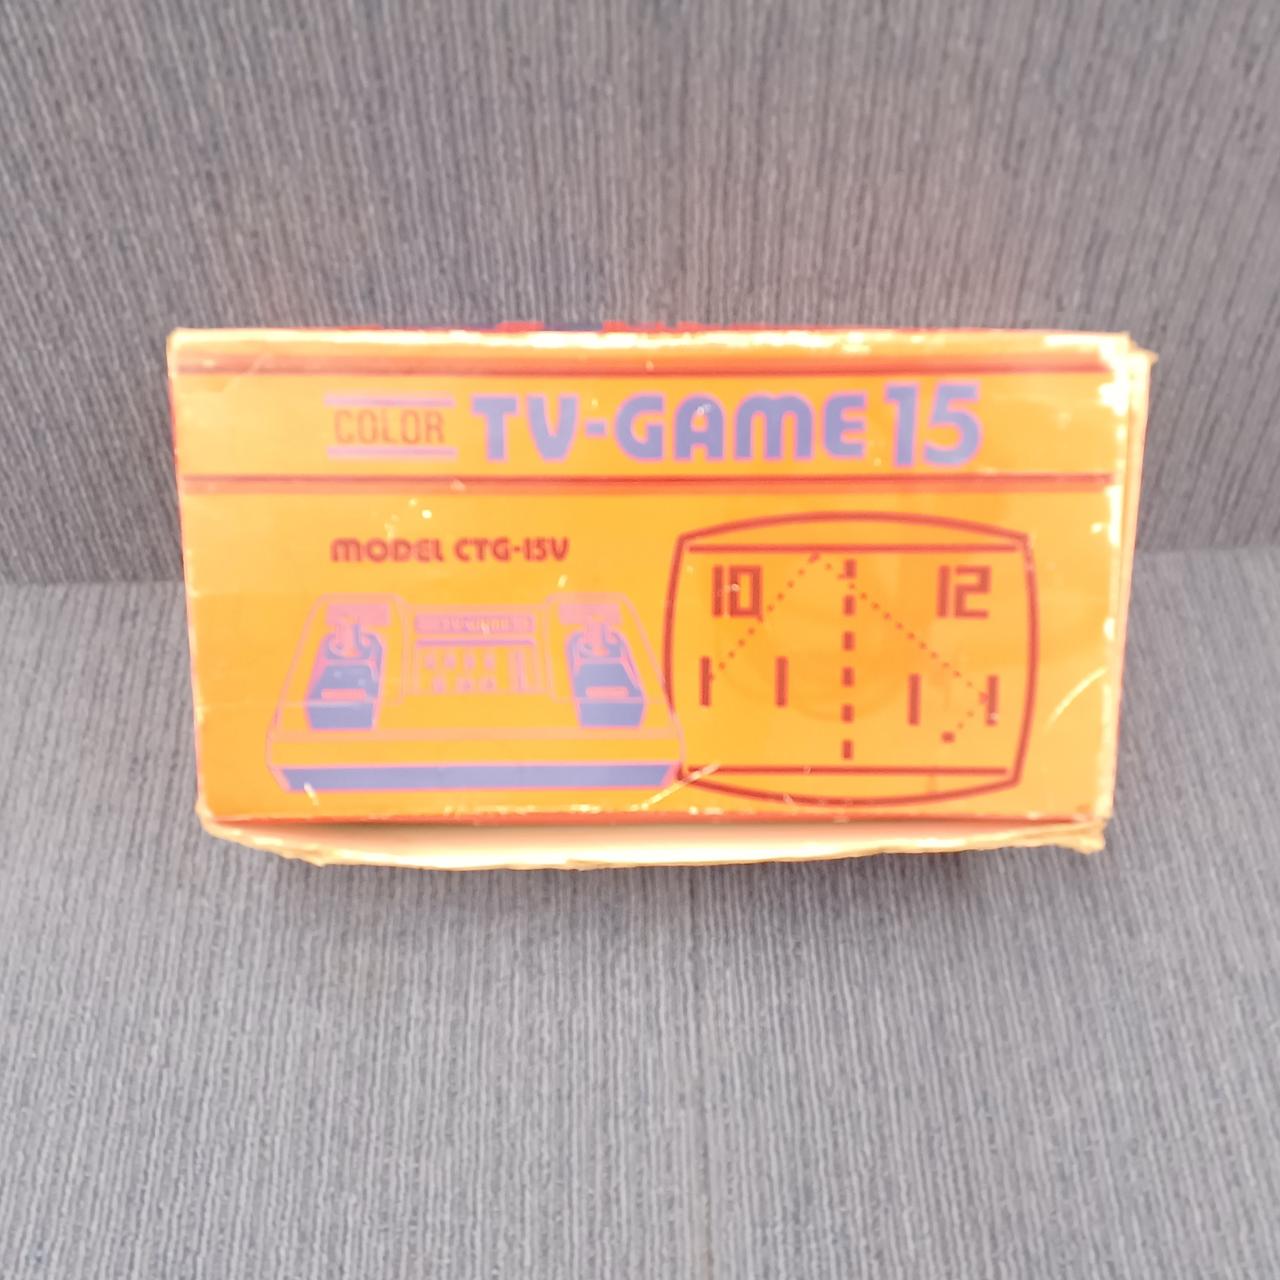 COLOR TV-GAME 15
MODEL CTG-15V
10 12